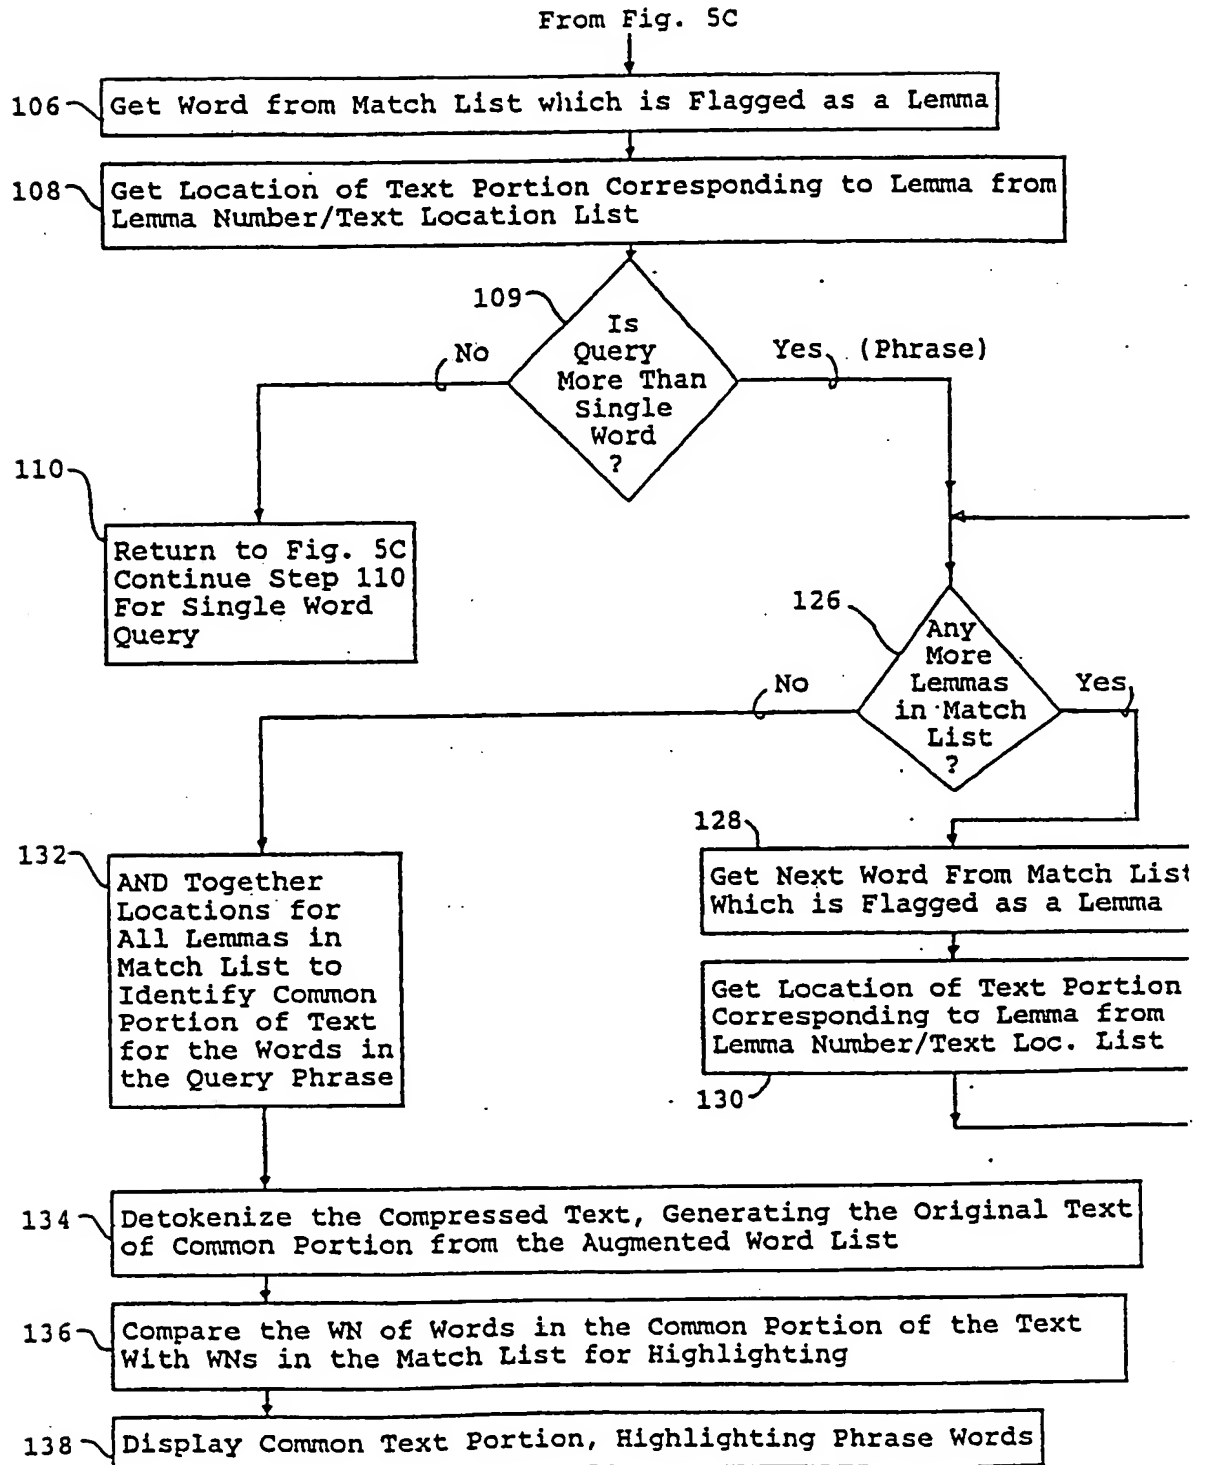 From Fig. 5C
106
Get Word from Match List which is Flagged as a Lemma
108
Get Location of Text Portion Corresponding to Lemma from
Lemma Number/Text Location List
109
Is
Query
More Than
Single
Word
?
No
Yes (Phrase)
110
Return to Fig. 5C
Continue Step 110
For Single Word
Query
126
Any
More
Lemmas
in Match
List
?
No
Yes
128
Get Next Word From Match List
Which is Flagged as a Lemma
132
AND Together
Locations for
All Lemmas in
Match List to
Identify Common
Portion of Text
for the Words in
the Query Phrase
Get Location of Text Portion
Corresponding to Lemma from
Lemma Number/Text Loc. List
130
134
Detokenize the Compressed Text, Generating the Original Text
of Common Portion from the Augmented Word List
136
Compare the WN of Words in the Common Portion of the Text
With WNs in the Match List for Highlighting
138
Display Common Text Portion, Highlighting Phrase Words